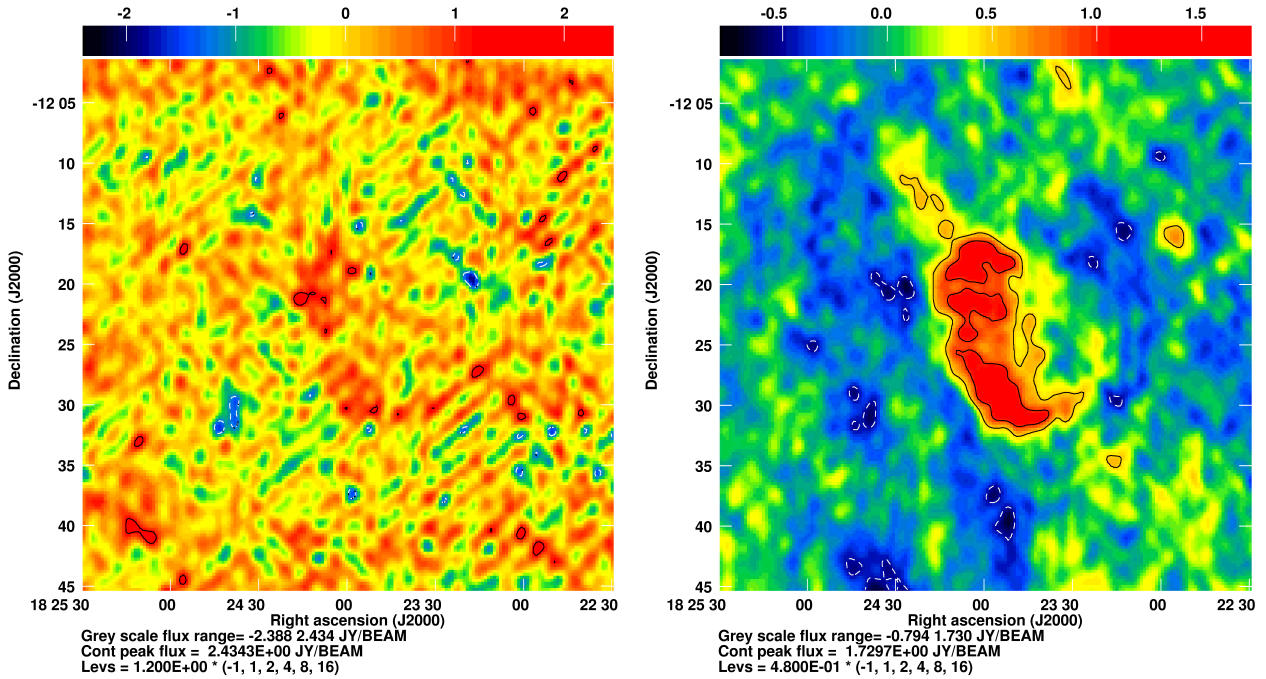 -2 -1 0 1 2
-12 05
10
15
20
25
30
35
40
45
Declination (J2000)
18 25 30 00 24 30 00 23 30 00 22 30
Right ascension (J2000)
Grey scale flux range= -2.388 2.434 JY/BEAM
Cont peak flux = 2.4343E+00 JY/BEAM
Levs = 1.200E+00 * (-1, 1, 2, 4, 8, 16)
-0.5 0.0 0.5 1.0 1.5
-12 05
10
15
20
25
30
35
40
45
Declination (J2000)
18 25 30 00 24 30 00 23 30 00 22 30
Right ascension (J2000)
Grey scale flux range= -0.794 1.730 JY/BEAM
Cont peak flux = 1.7297E+00 JY/BEAM
Levs = 4.800E-01 * (-1, 1, 2, 4, 8, 16)